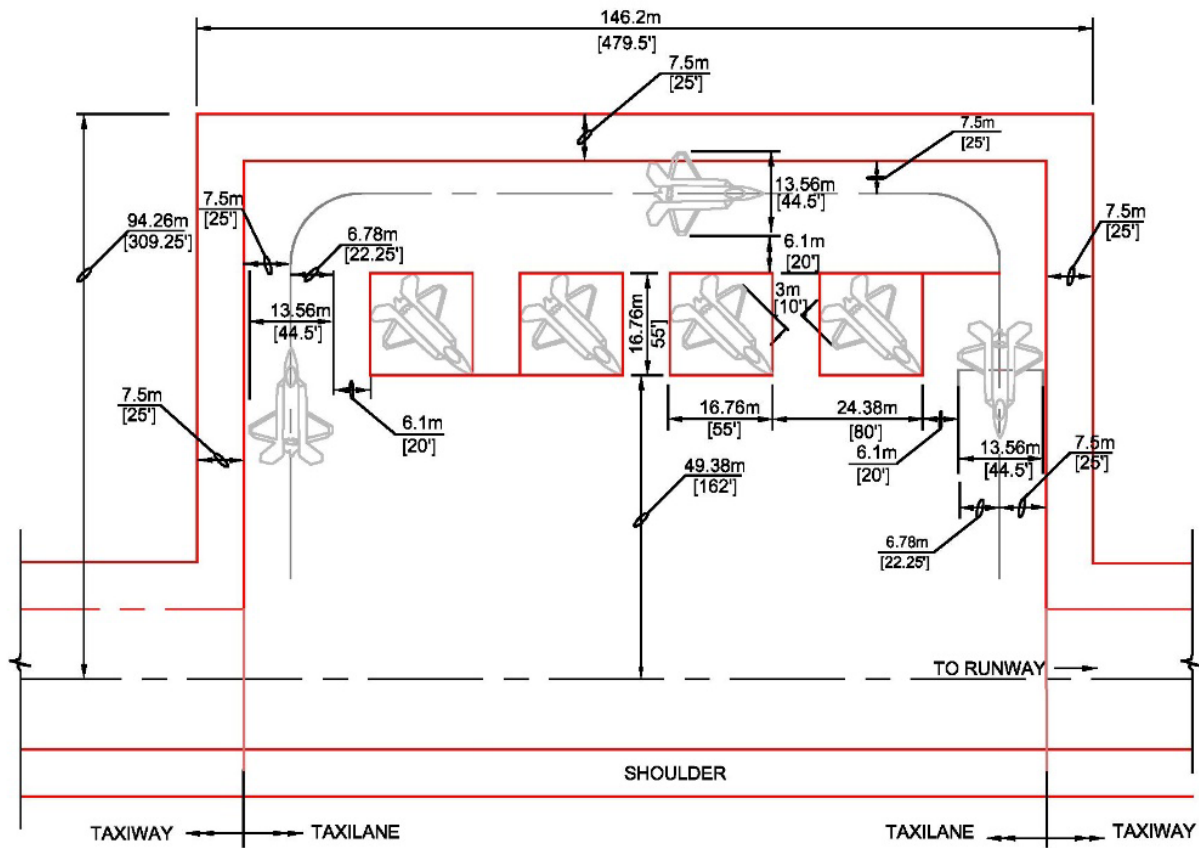 146.2m
[479.5']
7.5m
[25']
7.5m
[25']
94.26m
[309.25']
7.5m
[25']
6.78m
[22.25']
13.56m
[44.5']
7.5m
[25']
6.1m
[20']
13.56m
[44.5']
16.76m
55'
3m
[10']
7.5m
[25']
6.1m
[20']
16.76m
[55']
24.38m
[80']
6.1m
[20']
13.56m
[44.5']
7.5m
[25']
49.38m
[162']
6.78m
[22.25']
TO RUNWAY
SHOULDER
TAXIWAY
TAXILANE
TAXILANE
TAXIWAY